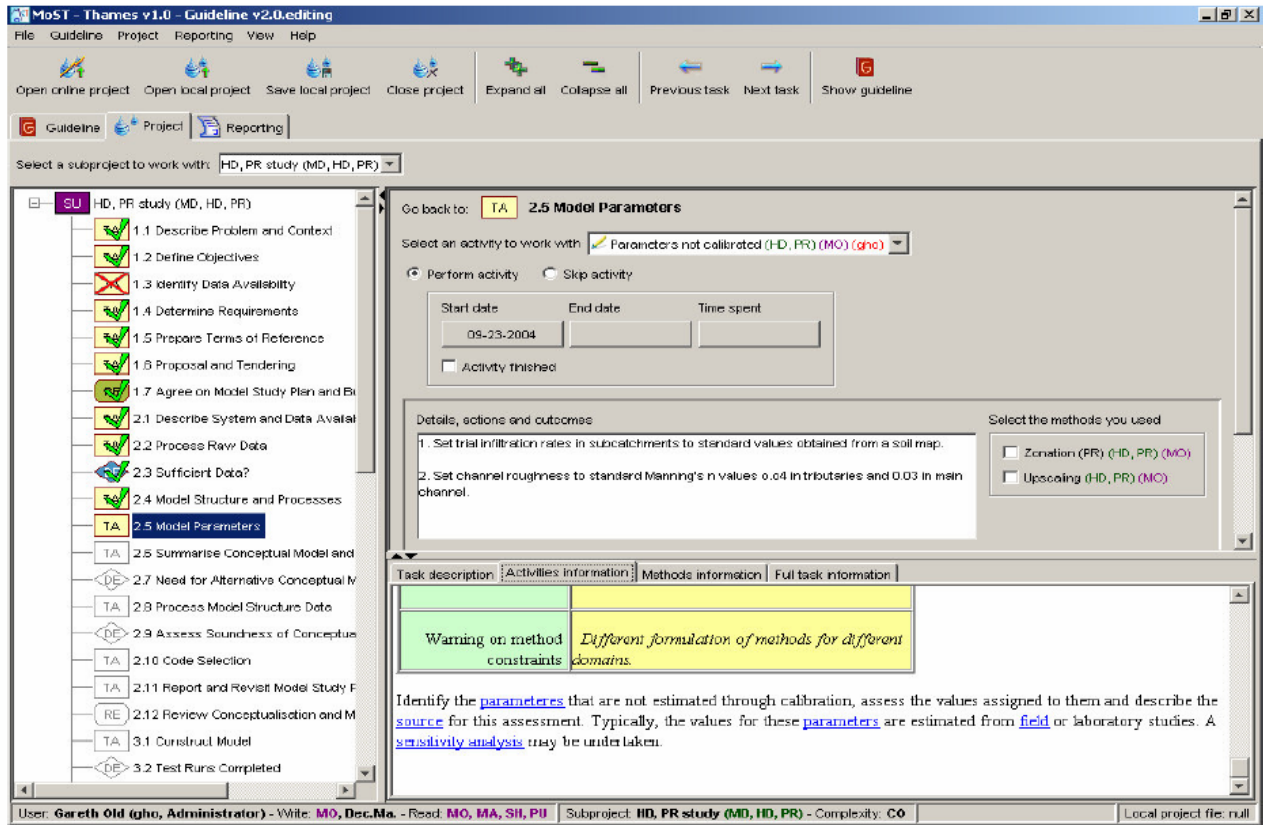 MoST - Thames v1.0 - Guideline v2.0.editing
File Guideline Project Reporting View Help
Open online project Open local project Save local project Close project Expand all Collapse all Previous task Next task Show guideline
G Guideline Project Reporting
Select a subproject to work with: HD, PR study (MD, HD, PR)
SU HD, PR study (MD, HD, PR)
1.1 Describe Problem and Context
1.2 Define Objectives
1.3 Identify Data Availability
1.4 Determine Requirements
1.5 Prepare Terms of Reference
1.6 Proposal and Tendering
1.7 Agree on Model Study Plan and Bu
2.1 Describe System and Data Availab
2.2 Process Raw Data
2.3 Sufficient Data?
2.4 Model Structure and Processes
TA 2.5 Model Parameters
TA 2.6 Summarise Conceptual Model and
DE 2.7 Need for Alternative Conceptual M
TA 2.8 Process Model Structure Data
DE 2.9 Assess Soundness of Conceptua
TA 2.10 Code Selection
TA 2.11 Report and Revisit Model Study P
RE 2.12 Review Conceptualisation and M
TA 3.1 Construct Model
DE 3.2 Test Runs Completed
Go back to: TA 2.5 Model Parameters
Select an activity to work with Parameters not calibrated (HD, PR) (MO) (gho)
Perform activity Skip activity
Start date End date Time spent
09-23-2004
Activity finished
Details, actions and outcomes
1. Set trial infiltration rates in subcatchments to standard values obtained from a soil map.
2. Set channel roughness to standard Manning's n values 0.04 in tributaries and 0.03 in main
channel.
Select the methods you used
Zonation (PR) (HD, PR) (MO)
Upscaling (HD, PR) (MO)
Task description Activities information Methods information Full task information
Warning on method
constraints
Different formulation of methods for different
domains.
Identify the parameteres that are not estimated through calibration, assess the values assigned to them and describe the
source for this assessment. Typically, the values for these parameters are estimated from field or laboratory studies. A
sensitivity analysis may be undertaken.
User: Gareth Old (gho, Administrator) - Write: MO, Dec.Ma. - Read: MO, MA, SH, PU Subproject: HD, PR study (MD, HD, PR) - Complexity: CO Local project file: null